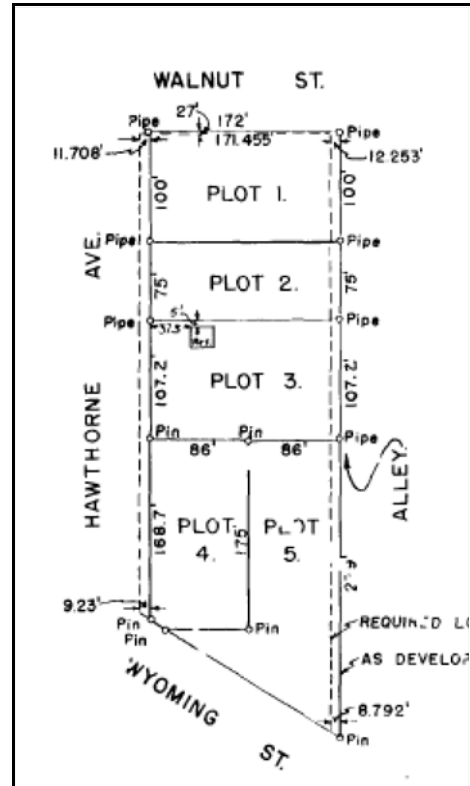 WALNUT ST.
27'
172'
Pipe
171.455'
Pipe
11.708'
12.253'
100'
PLOT 1.
100'
Pipe
Pipe
HAWTHORNE AVE.
75'
PLOT 2.
75'
Pipe
5'
37.5'
Pipe
107.2'
PLOT 3.
107.2'
Pin
Pin
Pipe
86'
86'
ALLEY.
168.7'
PLOT
4.
175
PLOT
5.
9.23'
Pin
Pin
Pin
REQUIRED LO
AS DEVELOP
WYOMING ST.
8.792'
Pin